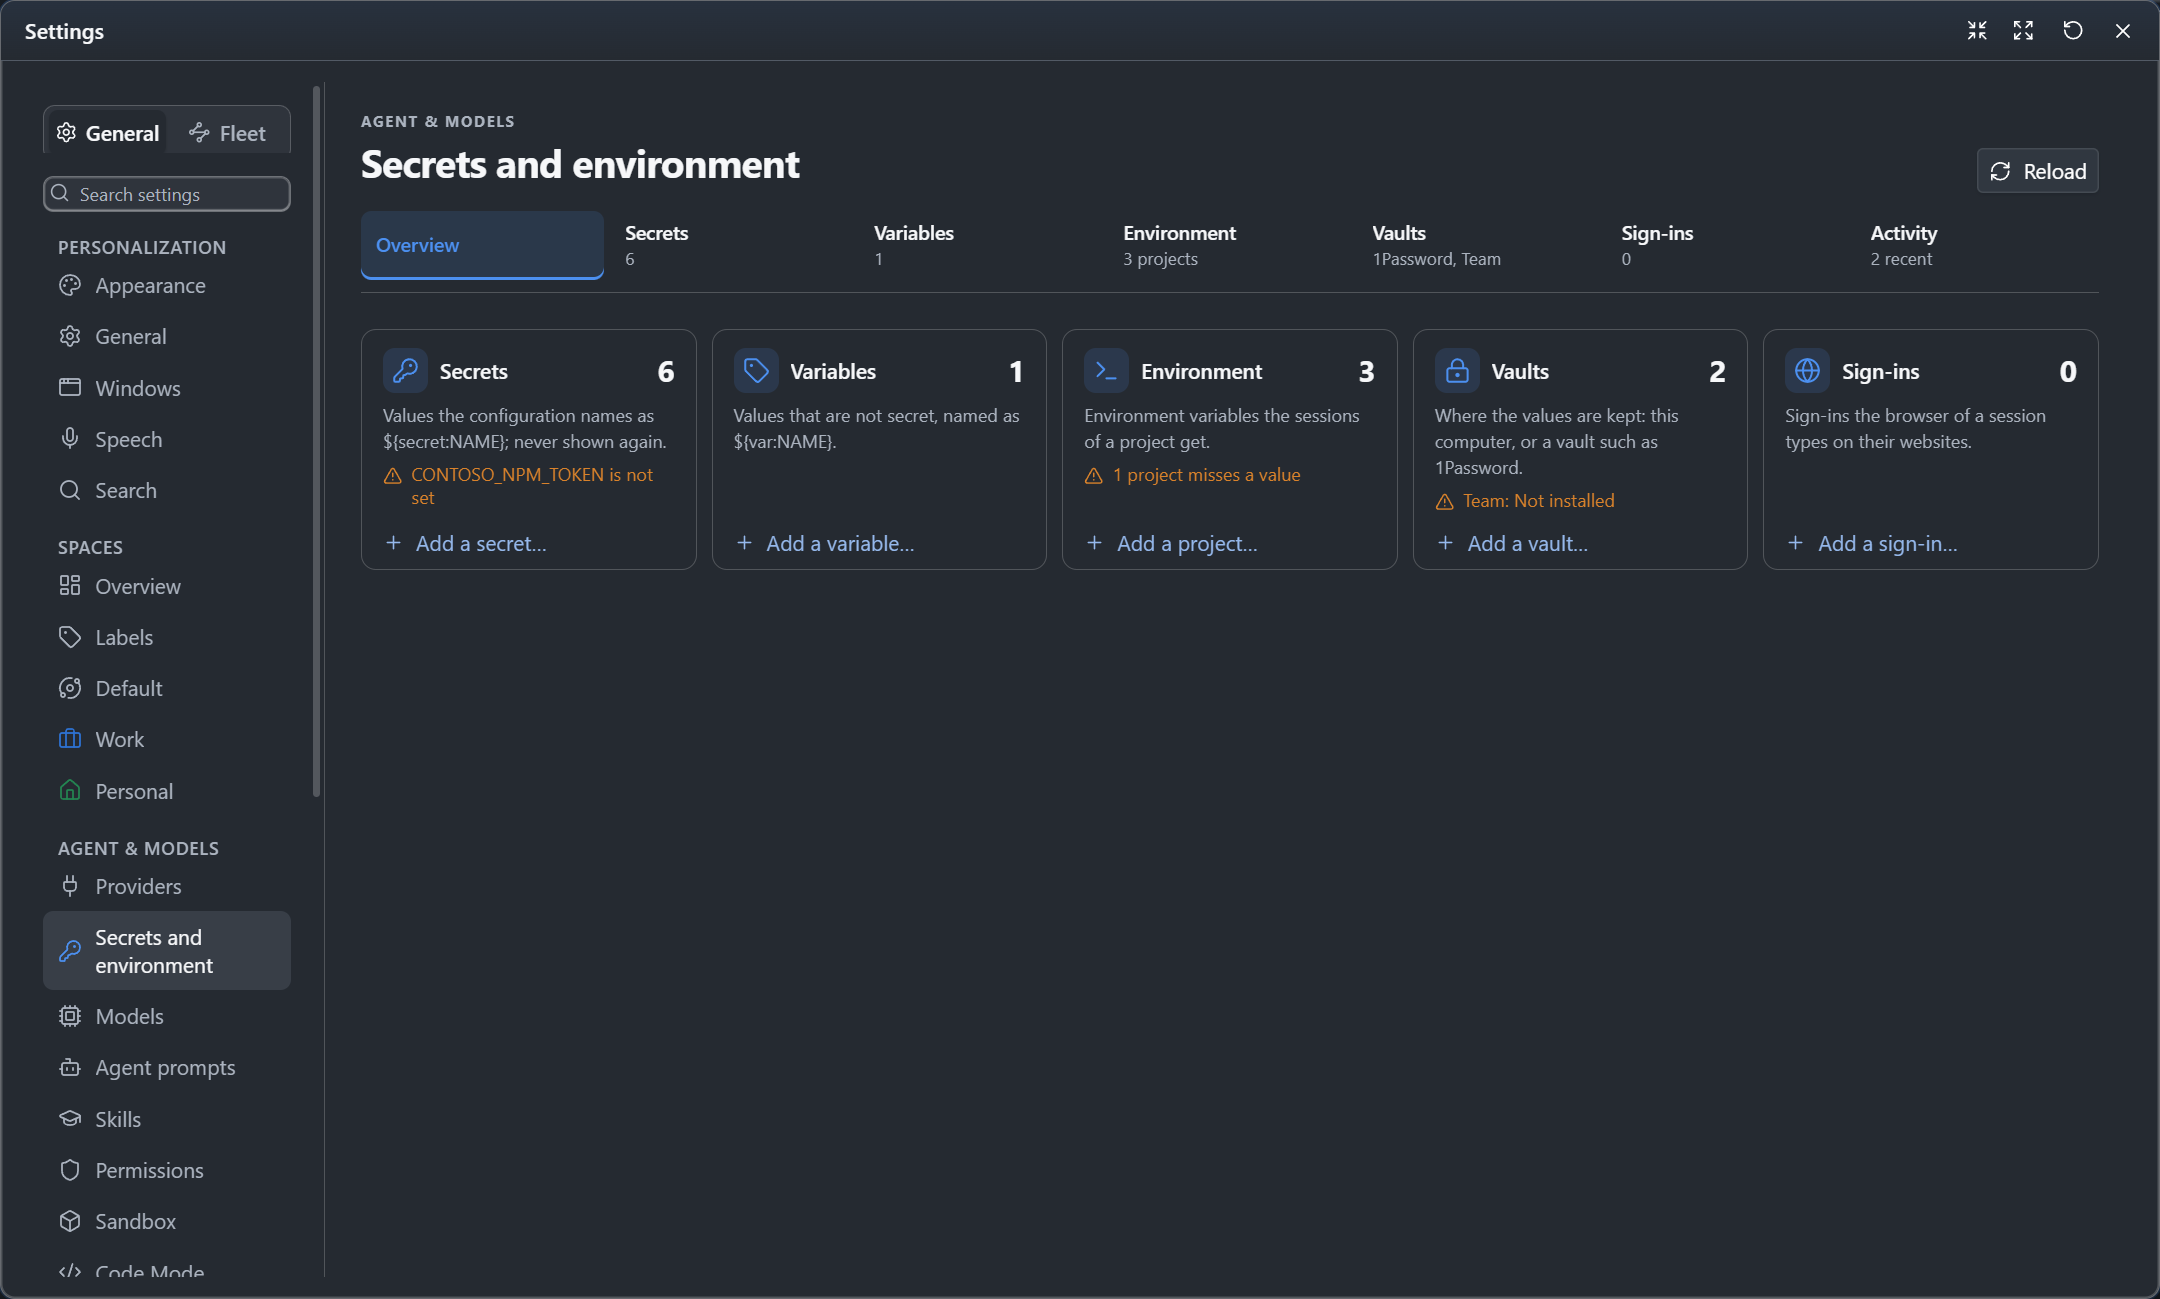 Settings
General
Fleet
Search settings
PERSONALIZATION
Appearance
General
Windows
Speech
Search
SPACES
Overview
Labels
Default
Work
Personal
AGENT & MODELS
Providers
Secrets and
environment
Models
Agent prompts
Skills
Permissions
Sandbox
Code Mode
AGENT & MODELS
Secrets and environment
Reload
Overview
Secrets
6
Variables
1
Environment
3 projects
Vaults
1Password, Team
Sign-ins
0
Activity
2 recent
Secrets 6
Values the configuration names as
${secret:NAME}; never shown again.
CONTOSO_NPM_TOKEN is not
set
+ Add a secret...
Variables 1
Values that are not secret, named as
${var:NAME}.
+ Add a variable...
Environment 3
Environment variables the sessions
of a project get.
1 project misses a value
+ Add a project...
Vaults 2
Where the values are kept: this
computer, or a vault such as
1Password.
Team: Not installed
+ Add a vault...
Sign-ins 0
Sign-ins the browser of a session
types on their websites.
+ Add a sign-in...